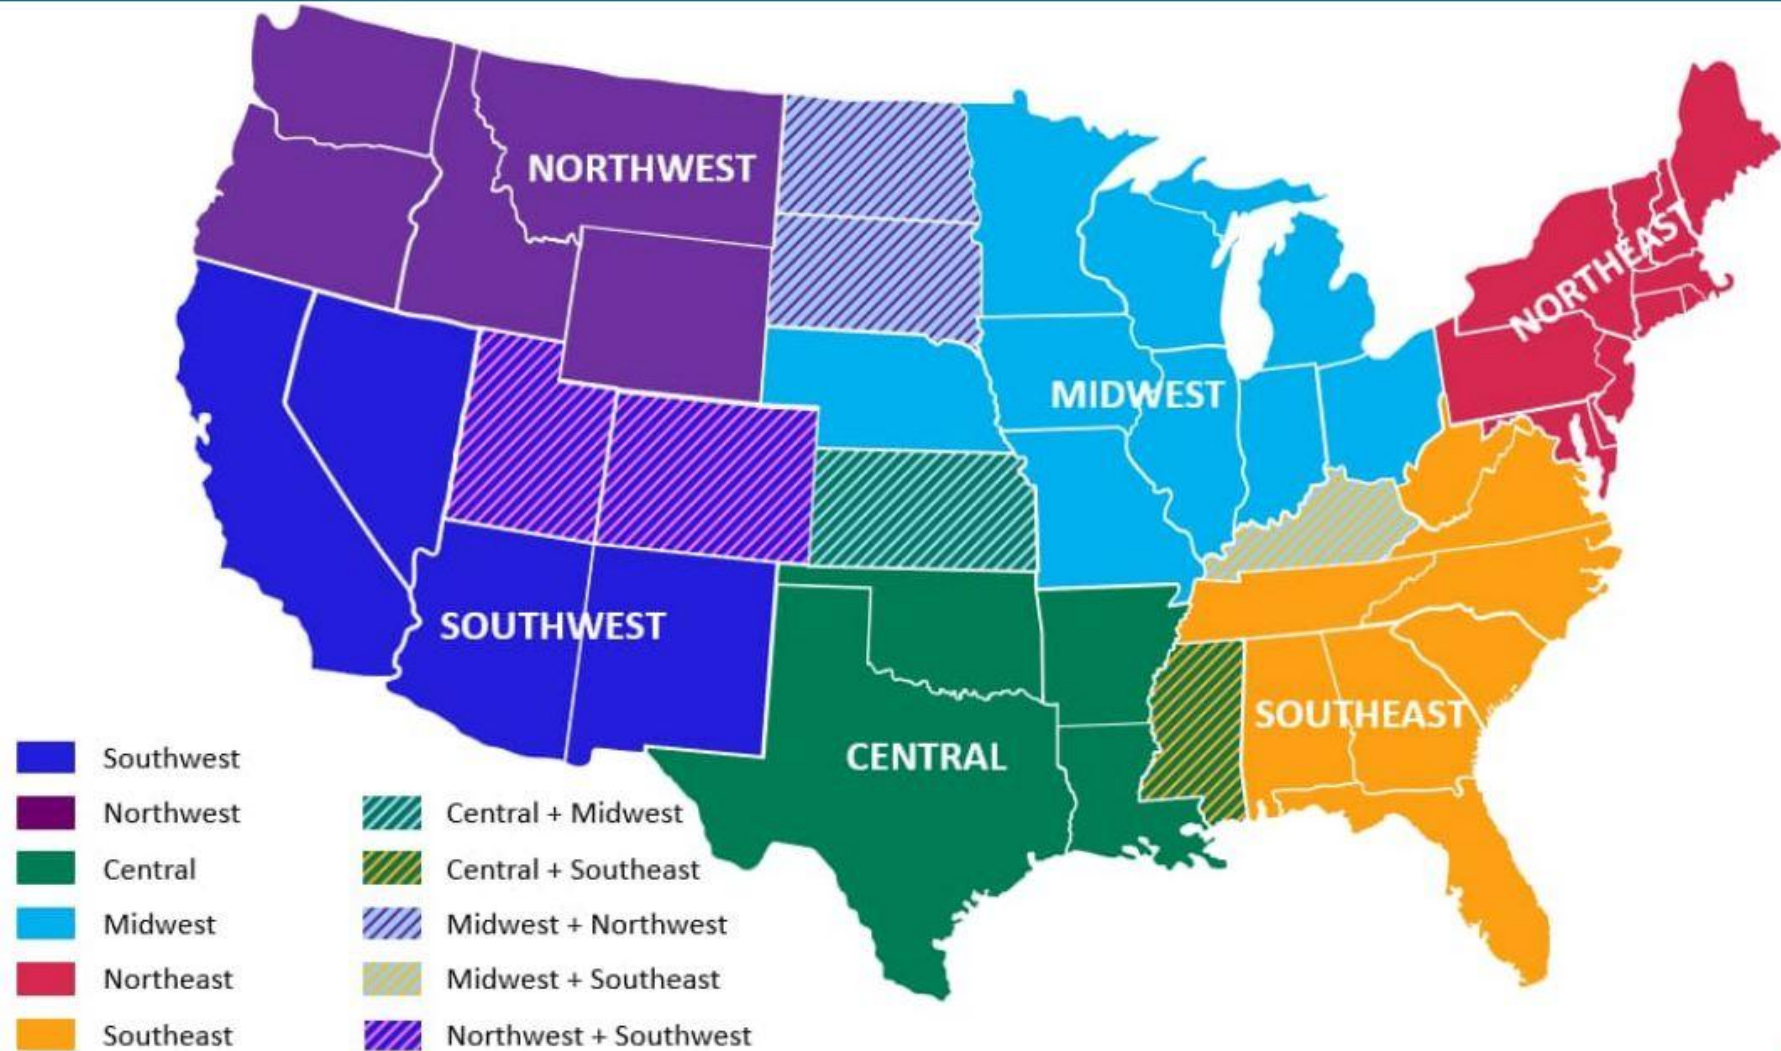 NORTHWEST
NORTHEAST
MIDWEST
SOUTHWEST
SOUTHEAST
CENTRAL
Southwest
Northwest
Central
Midwest
Northeast
Southeast
Central + Midwest
Central + Southeast
Midwest + Northwest
Midwest + Southeast
Northwest + Southwest